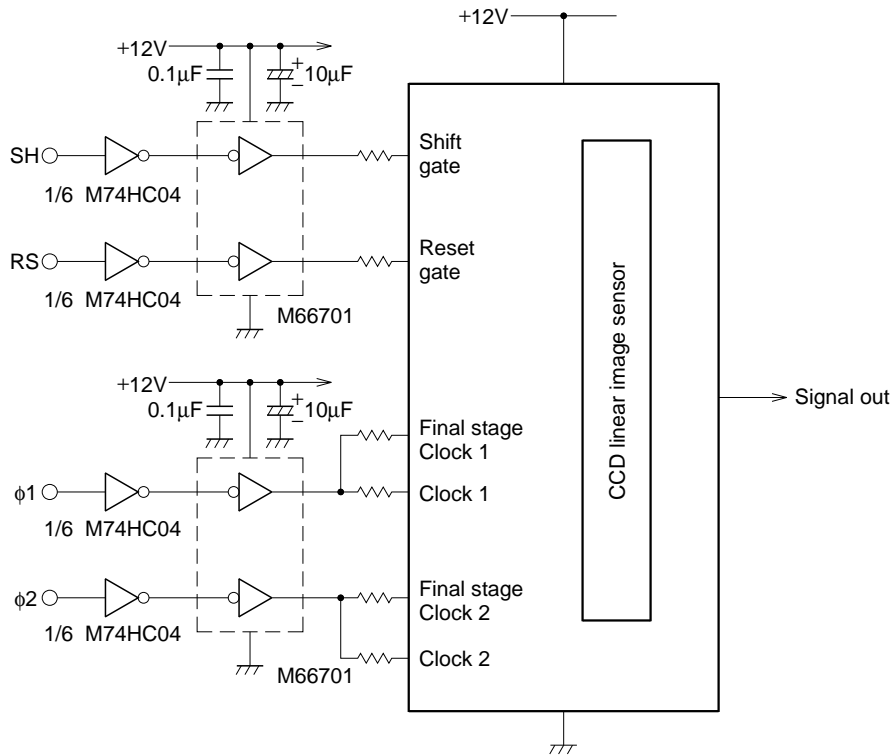 +12V
+12V
0.1μF
+
−
10μF
SH
1/6 M74HC04
Shift
gate
RS
1/6 M74HC04
Reset
gate
M66701
+12V
0.1μF
+
−
10μF
Final stage
Clock 1
ϕ1
1/6 M74HC04
Clock 1
ϕ2
1/6 M74HC04
Final stage
Clock 2
Clock 2
M66701
CCD linear image sensor
Signal out